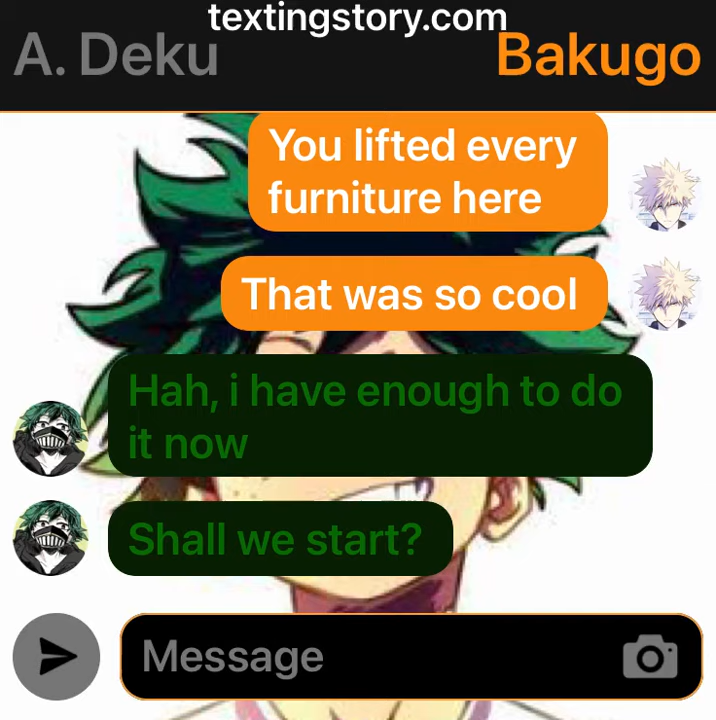 textingstory.com
A. Deku
Bakugo
You lifted every
furniture here
That was so cool
Hah, i have enough to do
it now
Shall we start?
Message